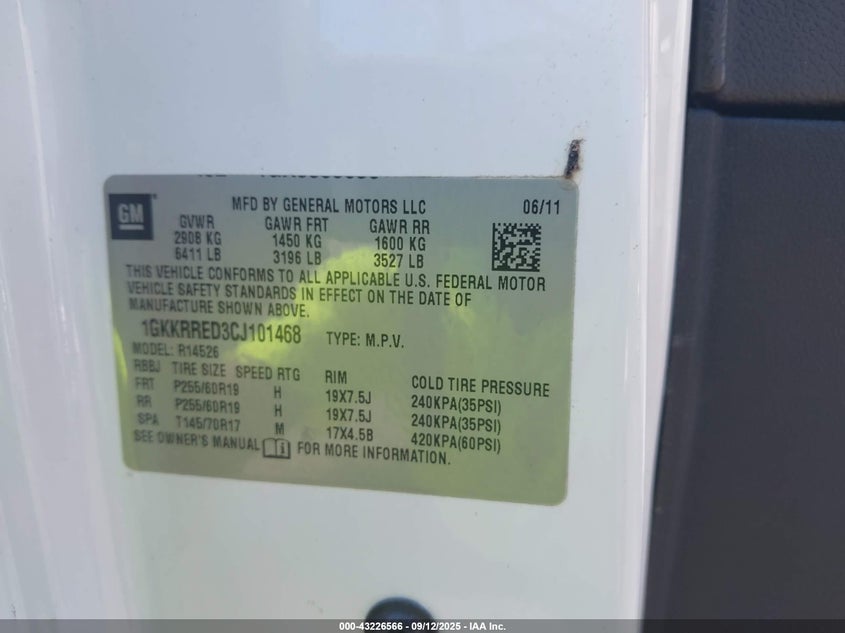 GM
MFD BY GENERAL MOTORS LLC 06/11
GVWR GAWR FRT GAWR RR
2908 KG 1450 KG 1600 KG
6411 LB 3196 LB 3527 LB
THIS VEHICLE CONFORMS TO ALL APPLICABLE U.S. FEDERAL MOTOR
VEHICLE SAFETY STANDARDS IN EFFECT ON THE DATE OF
MANUFACTURE SHOWN ABOVE.
1GKKRRED3CJ101468 TYPE: M.P.V.
MODEL: R14526
RBBJ TIRE SIZE SPEED RTG RIM COLD TIRE PRESSURE
FRT P255/60R19 H 19X7.5J 240KPA(35PSI)
RR P255/60R19 H 19X7.5J 240KPA(35PSI)
SPA T145/70R17 M 17X4.5B 420KPA(60PSI)
SEE OWNER'S MANUAL i FOR MORE INFORMATION.
000-43226566 - 09/12/2025 - IAA Inc.